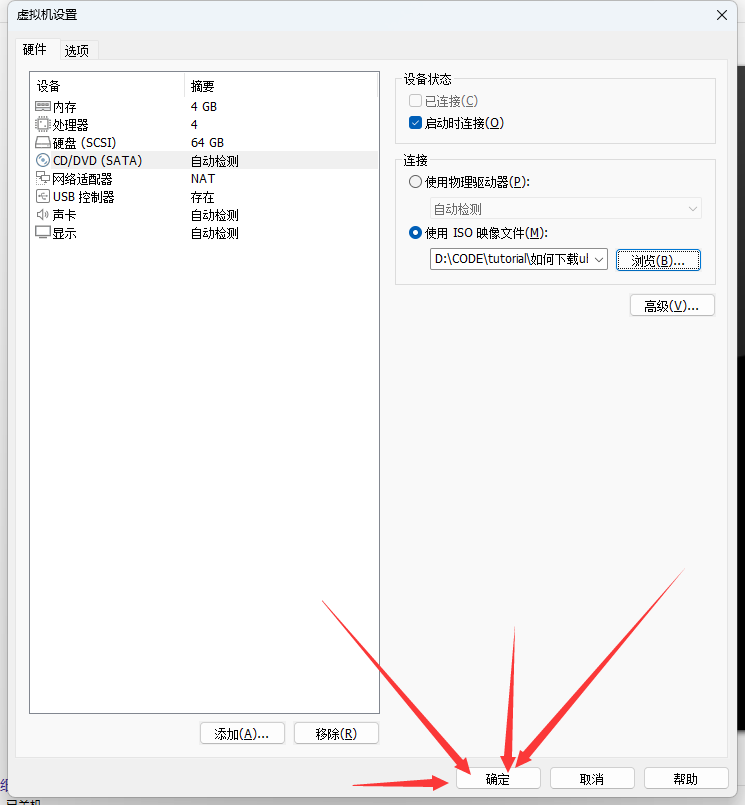 虚拟机设置
硬件
选项
设备
摘要
内存
4 GB
处理器
4
硬盘 (SCSI)
64 GB
CD/DVD (SATA)
自动检测
网络适配器
NAT
USB 控制器
存在
声卡
自动检测
显示
自动检测
添加(A)...
移除(R)
设备状态
已连接(C)
启动时连接(O)
连接
使用物理驱动器(P):
自动检测
使用 ISO 映像文件(M):
D:\CODE\tutorial\如何下载ul
浏览(B)...
高级(V)...
确定
取消
帮助